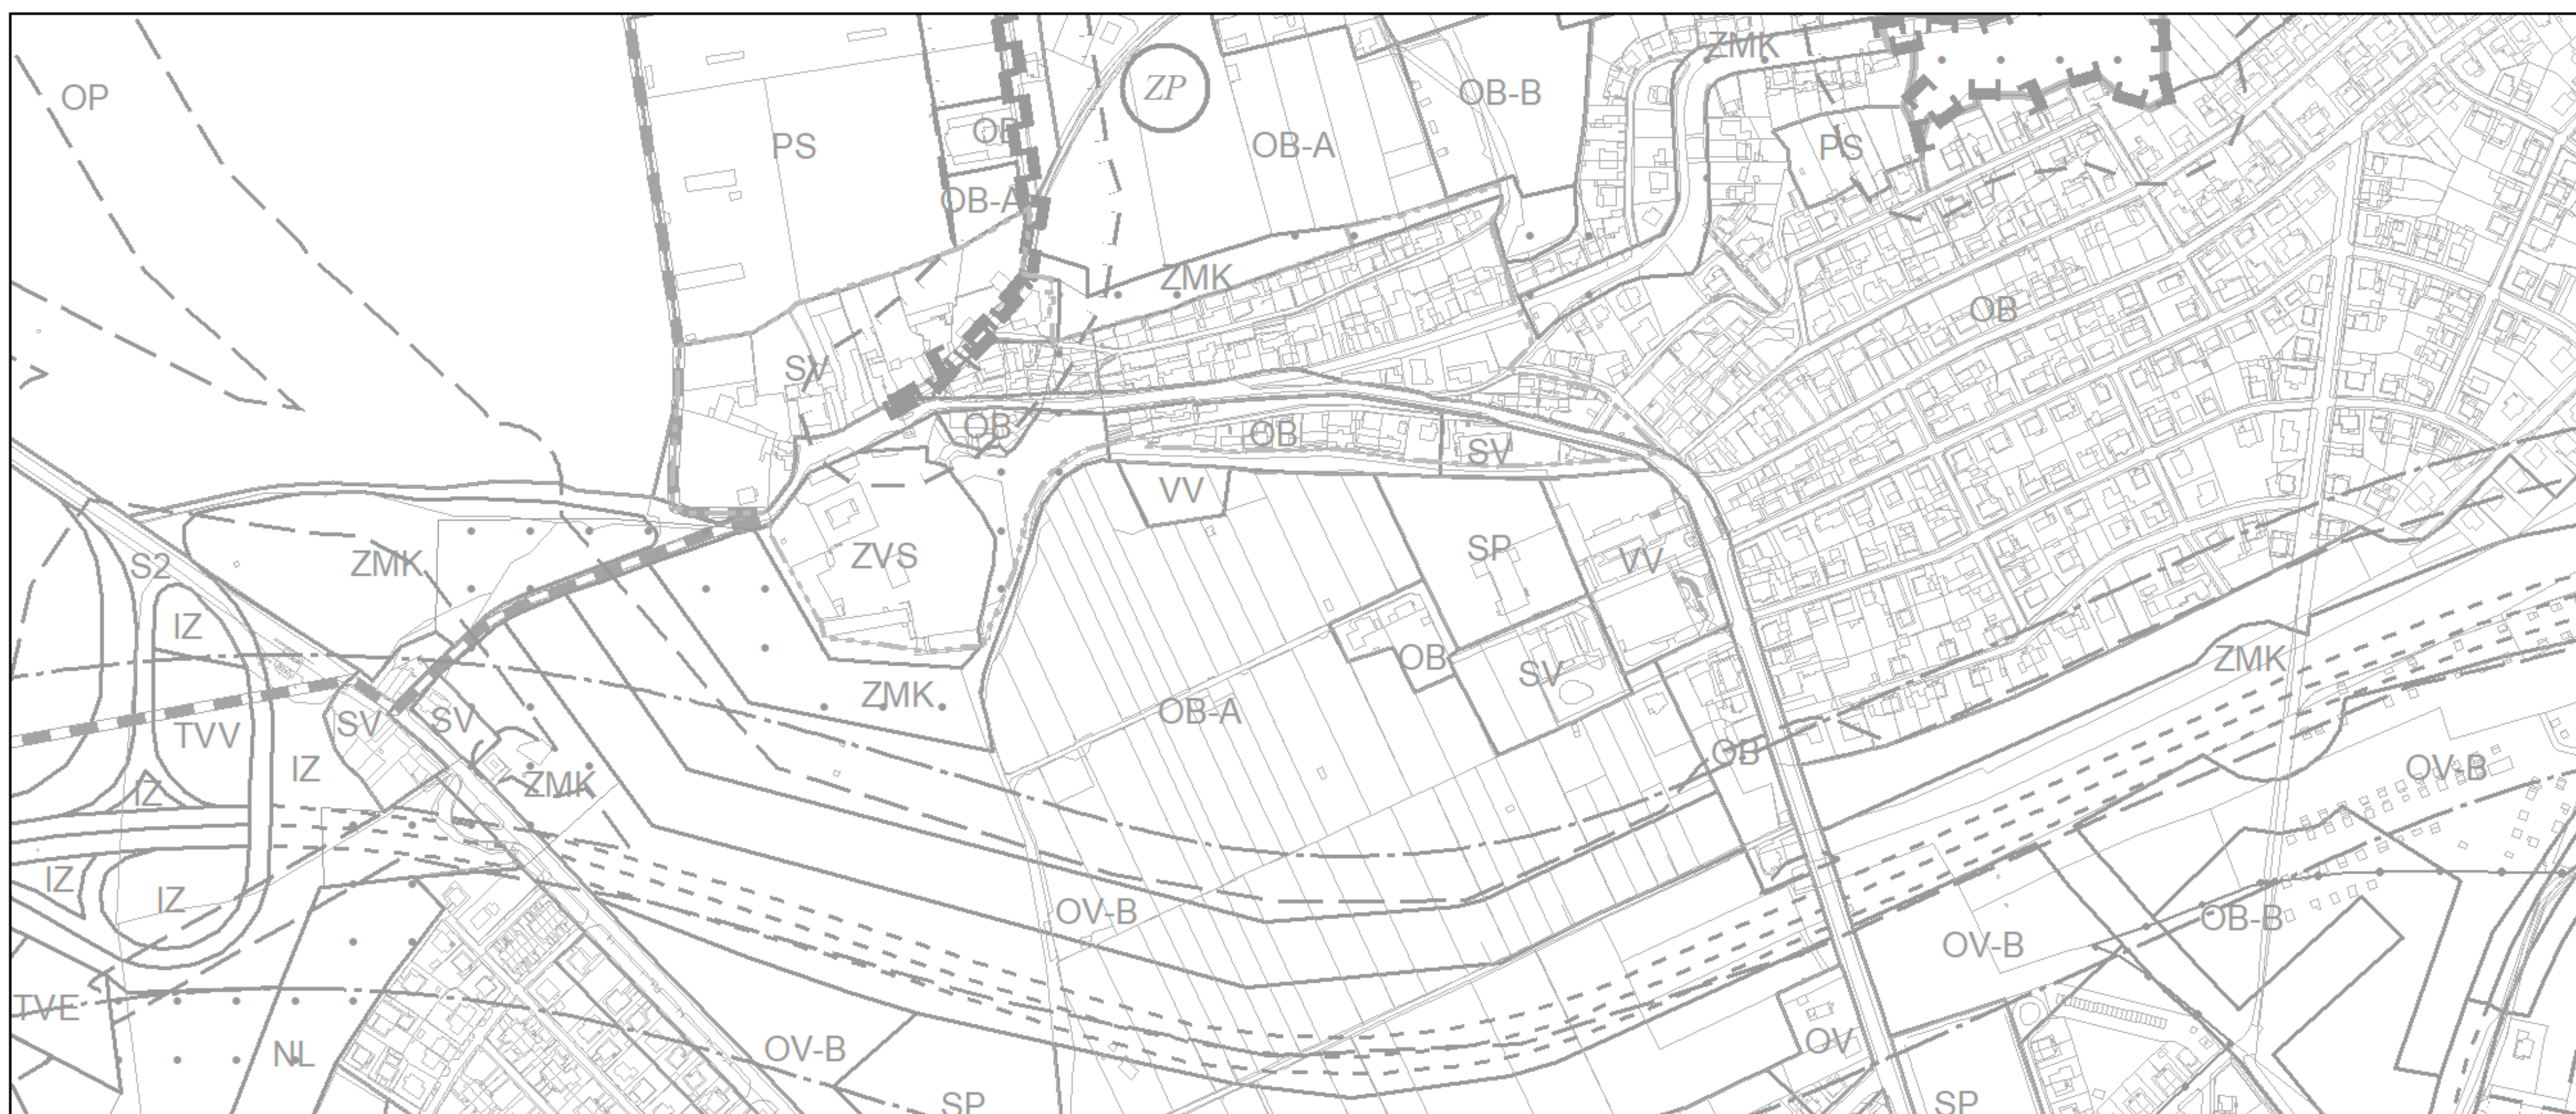 ZMK
OP
ZP
OB-B
OB
PS
OB-A
PS
OB-A
ZMK
OB
SV
OB
OB
SV
VV
S2
ZMK
ZVS
SP
VV
IZ
OB
SV
ZMK
ZMK
SV
SV
OB-A
TVV
IZ
OB
OV-B
IZ
ZMK
IZ
IZ
OV-B
OB-B
OV-B
TVE
NL
OV-B
OV
SP
SP